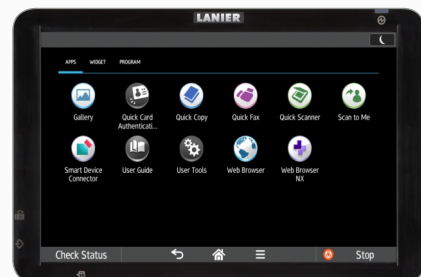 LANIER
APPS WIDGET PROGRAM
Gallery
Quick Card
Authenticati...
Quick Copy
Quick Fax
Quick Scanner
Scan to Me
Smart Device
Connector
User Guide
User Tools
Web Browser
Web Browser
NX
Check Status
Stop